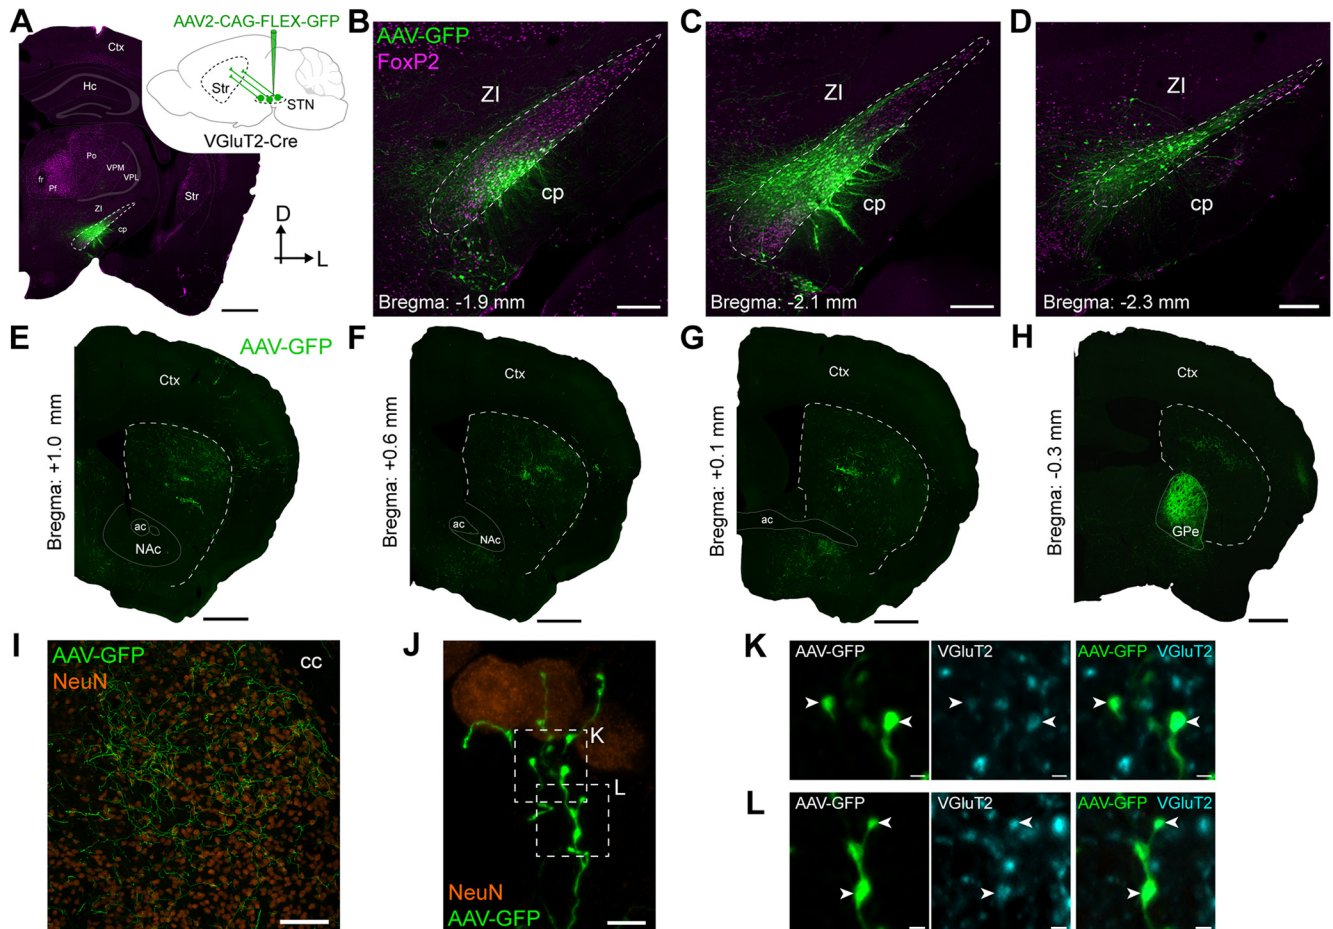 A
AAV2-CAG-FLEX-GFP
Ctx
Hc
Str
STN
VGluT2-Cre
Po
VPM
VPL
fr
Pf
Str
ZI
cp
D
L
B
AAV-GFP
FoxP2
ZI
cp
Bregma: -1.9 mm
C
ZI
cp
Bregma: -2.1 mm
D
ZI
cp
Bregma: -2.3 mm
E
AAV-GFP
Ctx
Bregma: +1.0 mm
ac
NAc
F
Ctx
Bregma: +0.6 mm
ac
NAc
G
Ctx
Bregma: +0.1 mm
ac
H
Ctx
Bregma: -0.3 mm
GPe
I
AAV-GFP
NeuN
cc
J
K
L
NeuN
AAV-GFP
K
AAV-GFP
VGluT2
AAV-GFP VGluT2
L
AAV-GFP
VGluT2
AAV-GFP VGluT2